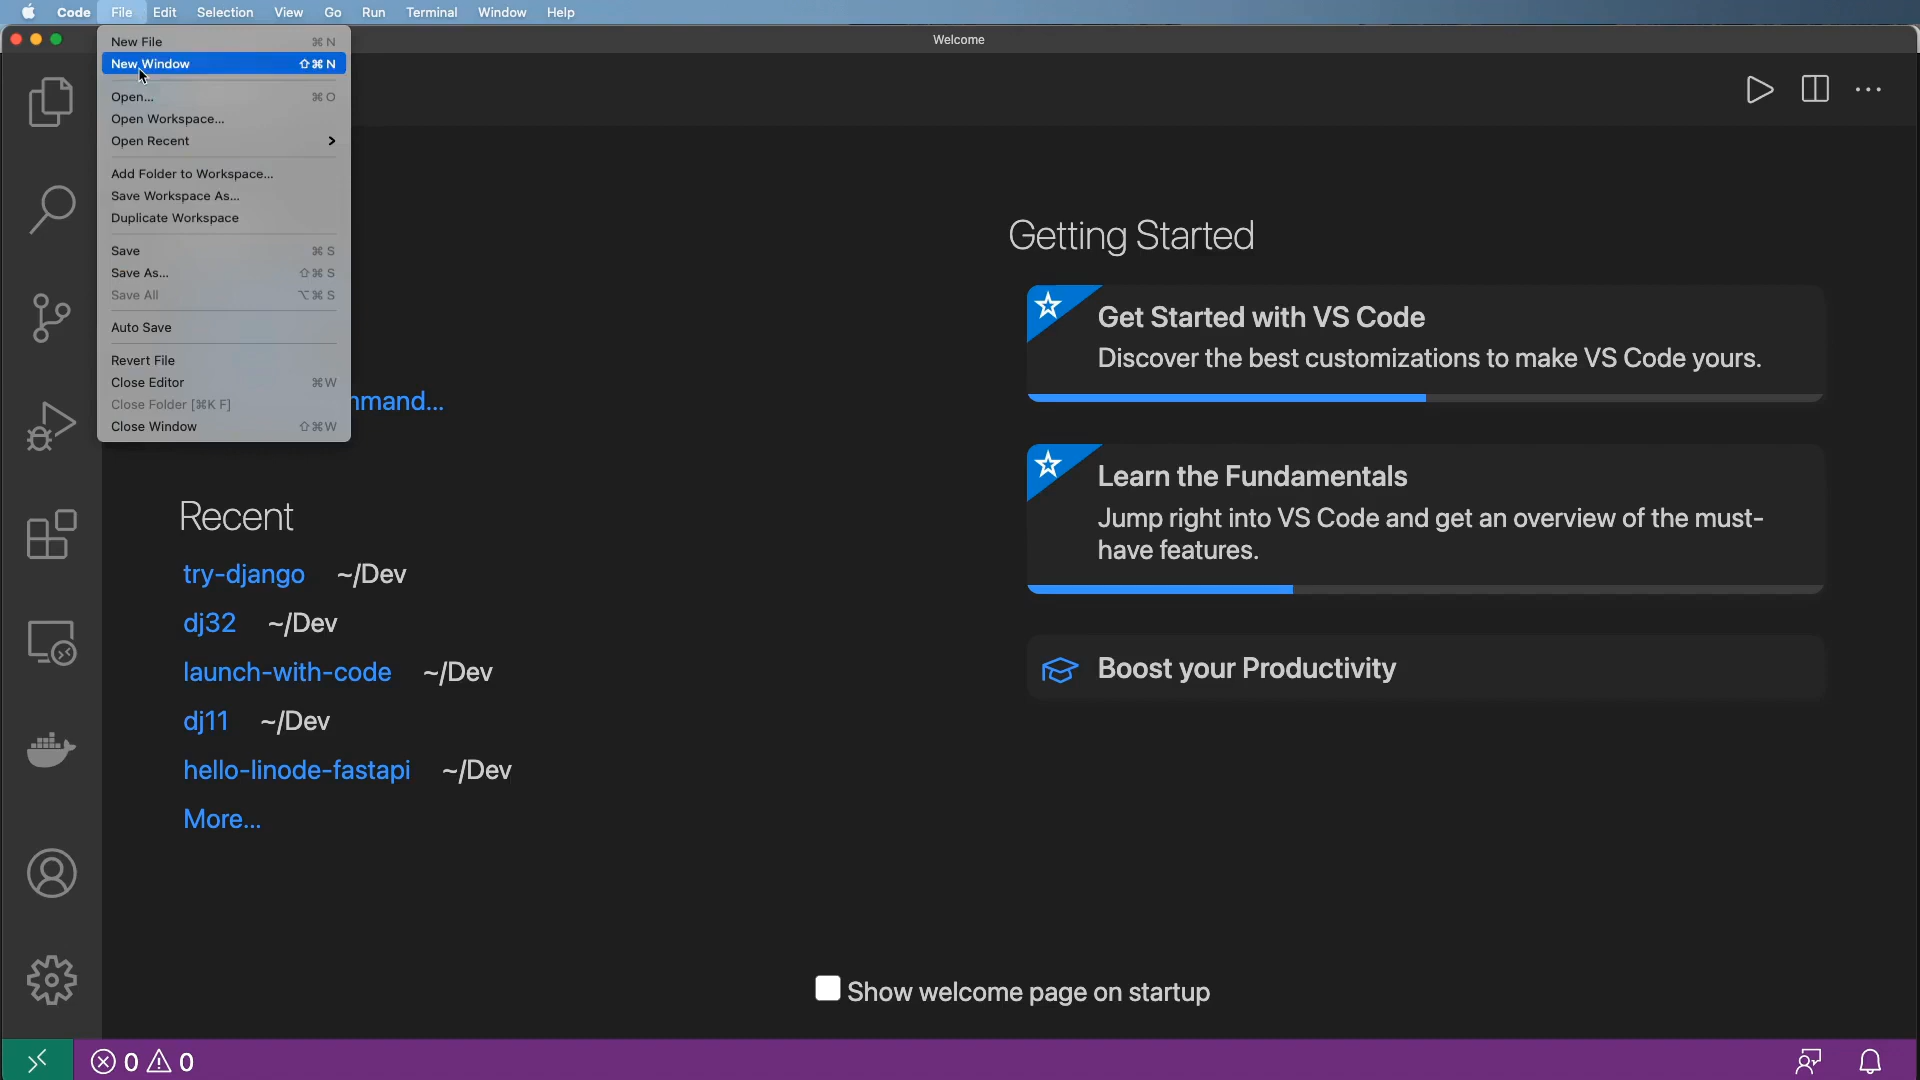 Code File Edit Selection View Go Run Terminal Window Help
Welcome
New File ⌘ N
New Window ⇧ ⌘ N
Open... ⌘ O
Open Workspace...
Open Recent >
Add Folder to Workspace...
Save Workspace As...
Duplicate Workspace
Save ⌘ S
Save As... ⇧ ⌘ S
Save All ⌥ ⌘ S
Auto Save
Revert File
Close Editor ⌘W
Close Folder [⌘K F]
Close Window ⇧⌘W
mmand...
Recent
try-django ~/Dev
dj32 ~/Dev
launch-with-code ~/Dev
dj11 ~/Dev
hello-linode-fastapi ~/Dev
More...
Getting Started
Get Started with VS Code
Discover the best customizations to make VS Code yours.
Learn the Fundamentals
Jump right into VS Code and get an overview of the must-
have features.
Boost your Productivity
Show welcome page on startup
0 0